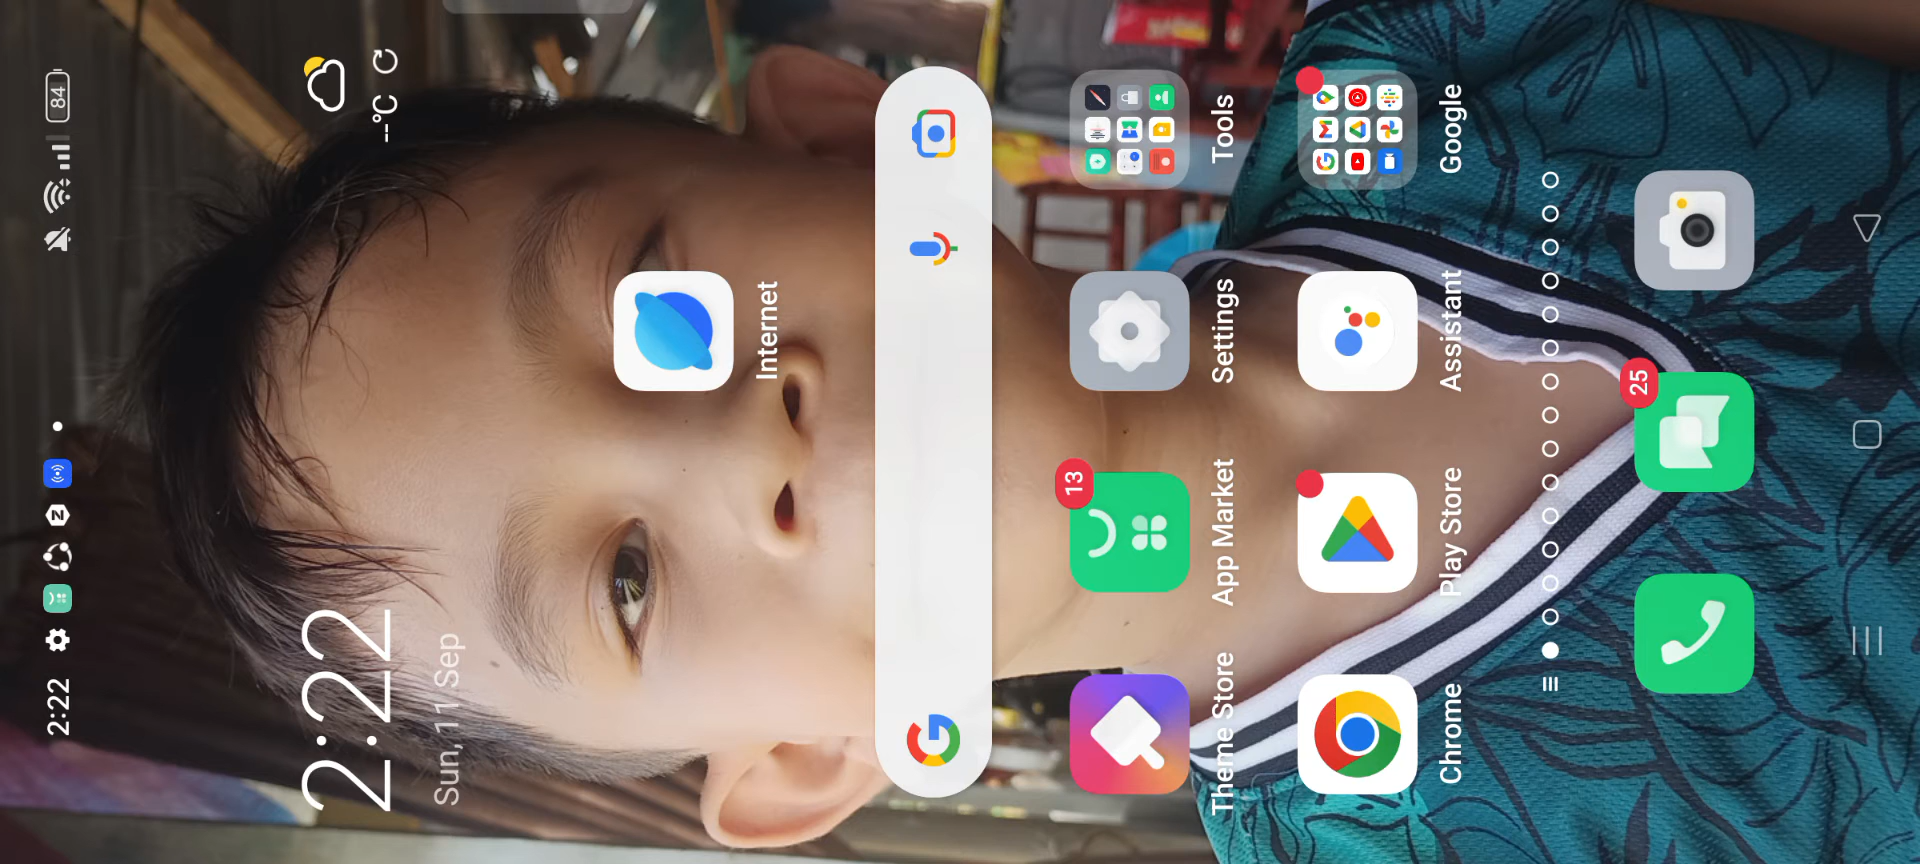 2:22
84
2:22
Sun, 11 Sep
--°C
Internet
Theme Store
13
App Market
Settings
Tools
Chrome
Play Store
Assistant
Google
25